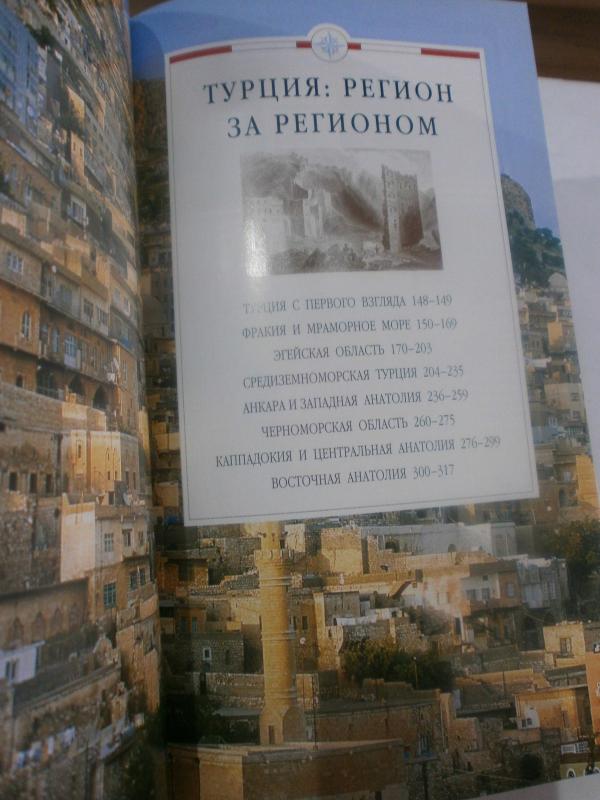 ТУРЦИЯ: РЕГИОН
ЗА РЕГИОНОМ
ТУРЦИЯ С ПЕРВОГО ВЗГЛЯДА 148–149
ФРАКИЯ И МРАМОРНОЕ МОРЕ 150–169
ЭГЕЙСКАЯ ОБЛАСТЬ 170–203
СРЕДИЗЕМНОМОРСКАЯ ТУРЦИЯ 204–235
АНКАРА И ЗАПАДНАЯ АНАТОЛИЯ 236–259
ЧЕРНОМОРСКАЯ ОБЛАСТЬ 260–275
КАППАДОКИЯ И ЦЕНТРАЛЬНАЯ АНАТОЛИЯ 276–299
ВОСТОЧНАЯ АНАТОЛИЯ 300–317